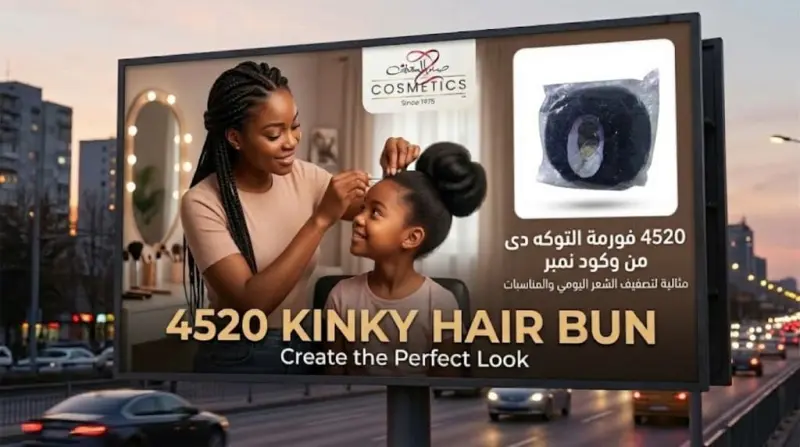 COSMETICS
Since 1975
4520 فورمة التوكه دى
من وكود نمبر
مثالية لتصفيف الشعر اليومي والمناسبات
4520 KINKY HAIR BUN
Create the Perfect Look